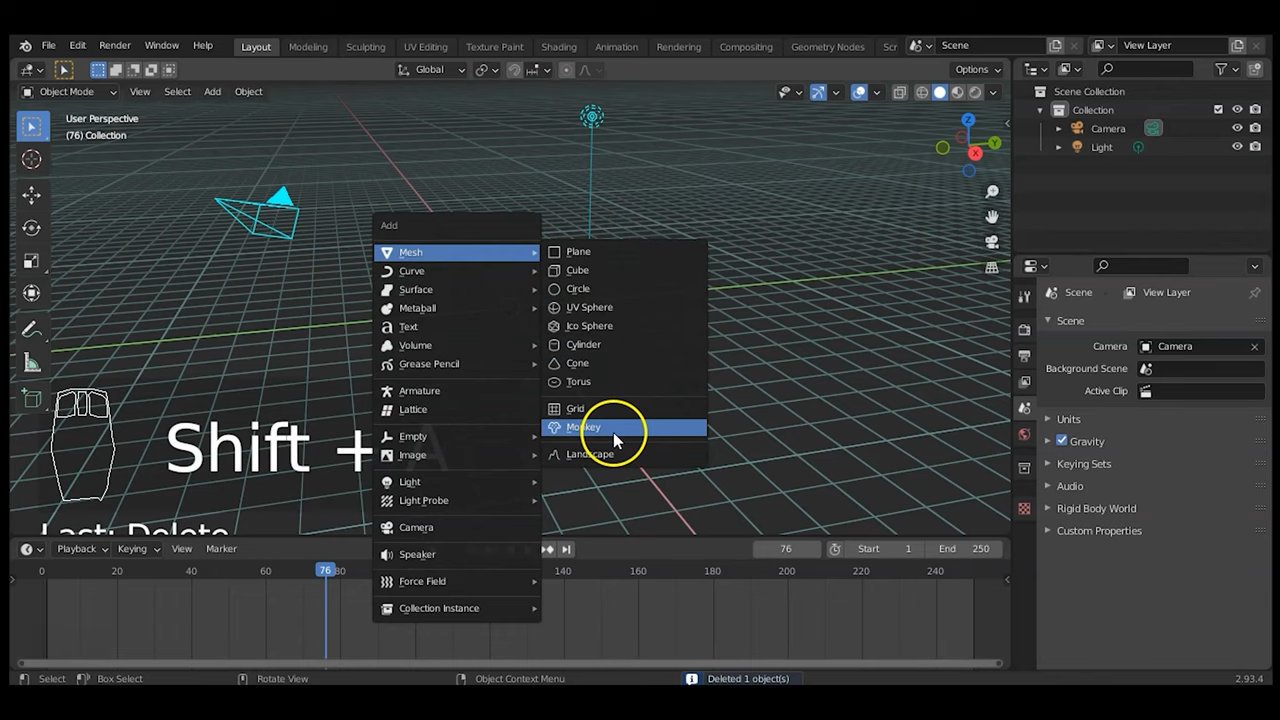 File Edit Render Window Help Layout Modeling Sculpting UV Editing Texture Paint Shading Animation Rendering Compositing Geometry Nodes Scr Scene View Layer
Global Options
Object Mode View Select Add Object
Scene Collection
Collection
Camera
Light
User Perspective
(76) Collection
Z
Y
X
Add
Mesh
Curve
Surface
Metaball
Text
Volume
Grease Pencil
Armature
Lattice
Empty
Image
Light
Light Probe
Camera
Speaker
Force Field
Collection Instance
Plane
Cube
Circle
UV Sphere
Ico Sphere
Cylinder
Cone
Torus
Grid
Monkey
Landscape
Shift + A
Last: Delete
Scene View Layer
Scene
Camera Camera
Background Scene
Active Clip
Units
Gravity
Keying Sets
Audio
Rigid Body World
Custom Properties
Playback Keying View Marker 76 Start 1 End 250
0 20 40 60 76 80 140 160 180 200 220 240
Select Box Select Rotate View Object Context Menu Deleted 1 object(s) 2.93.4